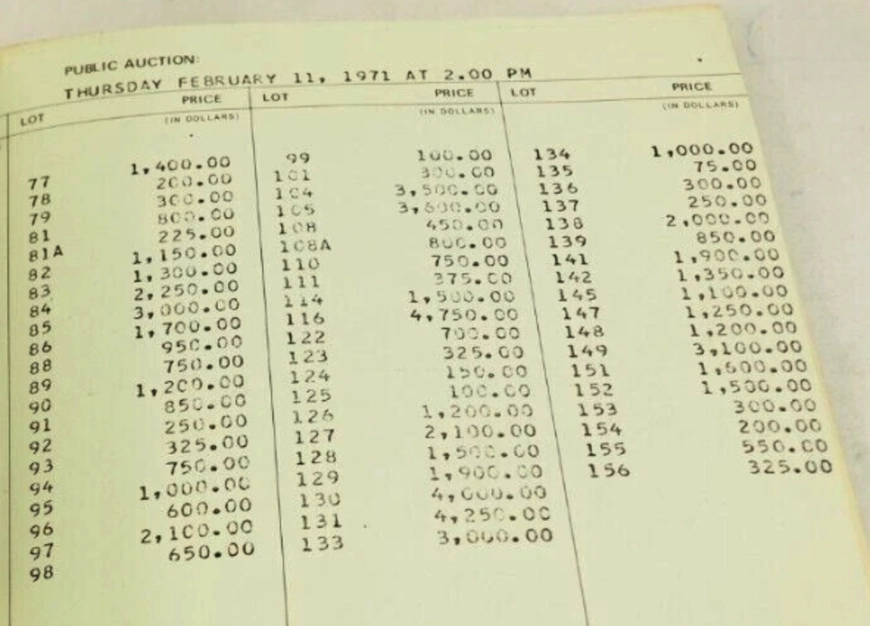 PUBLIC AUCTION:
THURSDAY FEBRUARY 11, 1971 AT 2.00 PM
LOT PRICE LOT PRICE LOT PRICE
(IN DOLLARS) (IN DOLLARS) (IN DOLLARS)
77 1,400.00 99 100.00 134 1,000.00
78 200.00 101 300.00 135 75.00
79 300.00 104 3,500.00 136 300.00
81 800.00 105 3,600.00 137 250.00
81A 225.00 108 450.00 138 2,000.00
82 1,150.00 108A 800.00 139 850.00
83 1,300.00 110 750.00 141 1,900.00
84 2,250.00 111 375.00 142 1,350.00
85 3,000.00 114 1,500.00 145 1,100.00
86 1,700.00 116 4,750.00 147 1,250.00
88 950.00 122 700.00 148 1,200.00
89 750.00 123 325.00 149 3,100.00
90 1,200.00 124 150.00 151 1,600.00
91 850.00 125 100.00 152 1,500.00
92 250.00 126 1,200.00 153 300.00
93 325.00 127 2,100.00 154 200.00
94 750.00 128 1,500.00 155 550.00
95 1,000.00 129 1,900.00 156 325.00
96 600.00 130 4,000.00
97 2,100.00 131 4,250.00
98 650.00 133 3,000.00